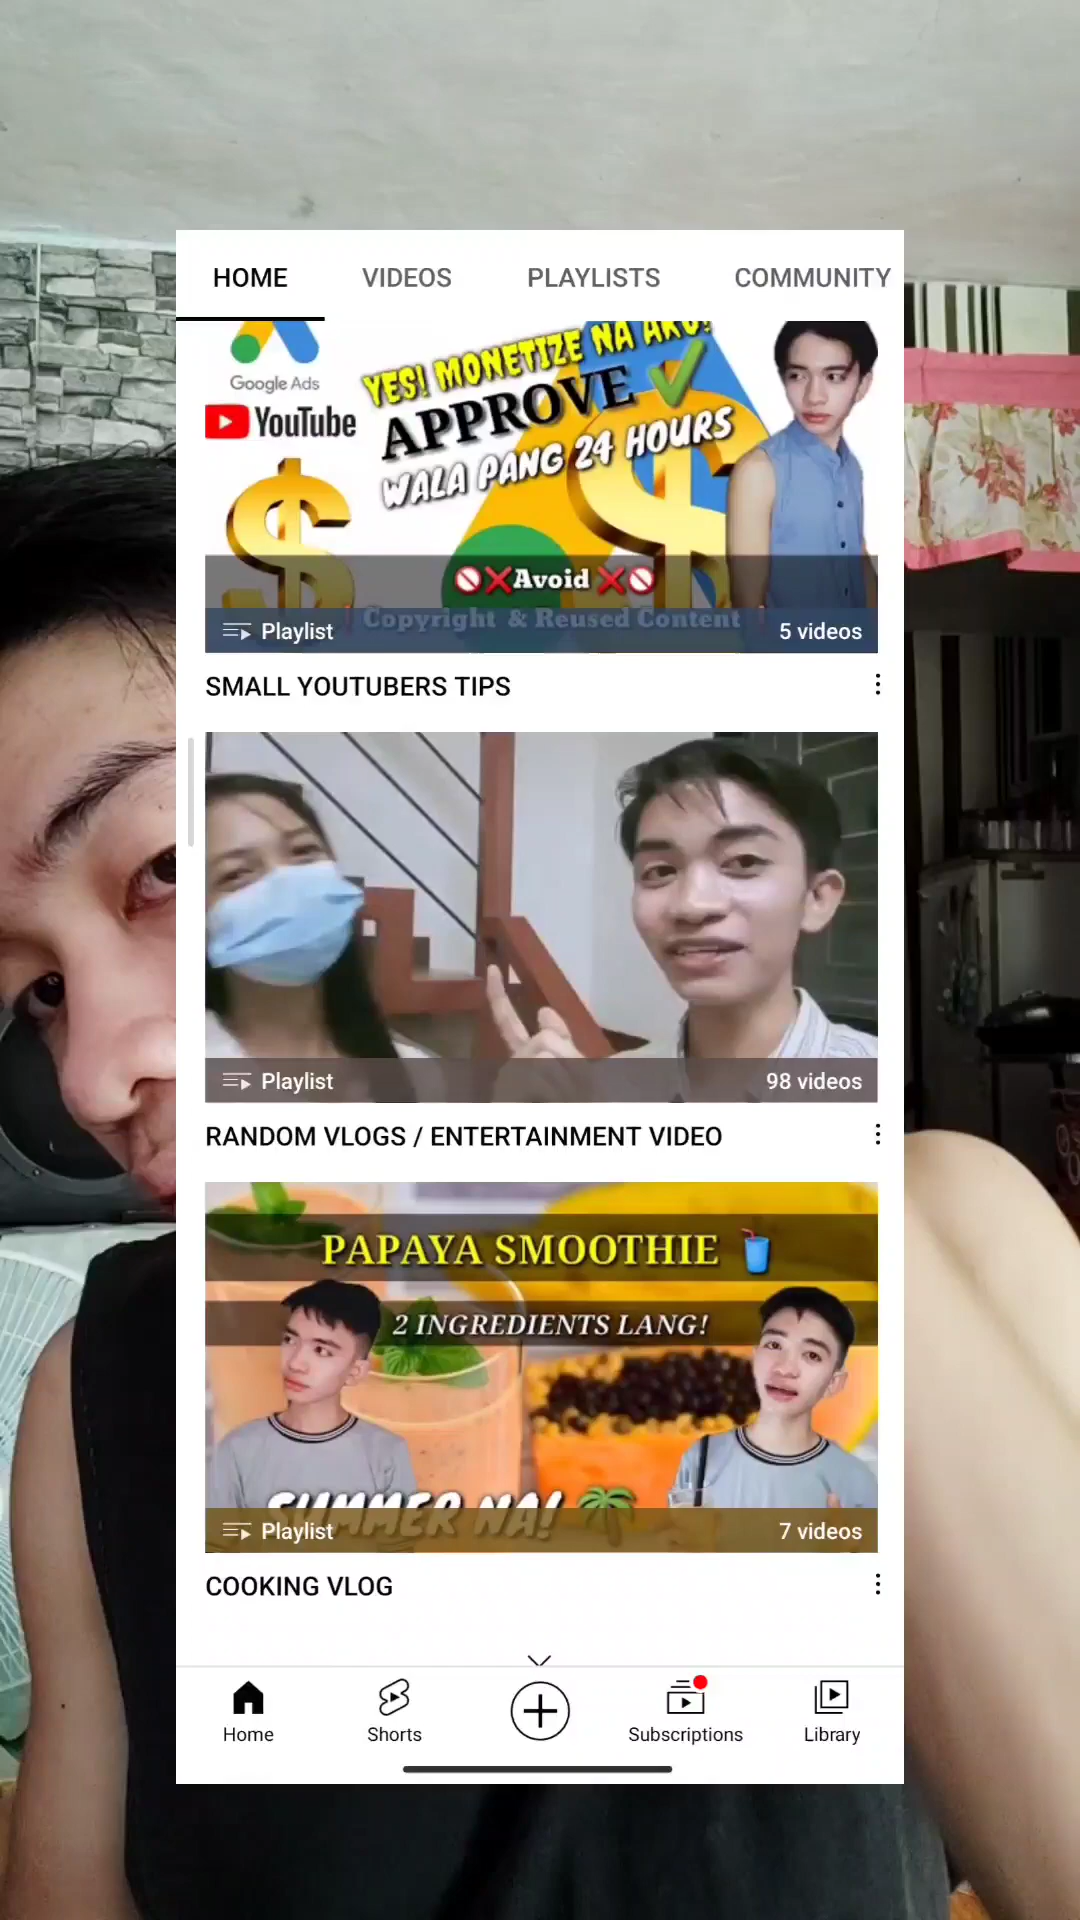 HOME VIDEOS PLAYLISTS COMMUNITY
Google Ads
YouTube
YES! MONETIZE NA AKO!
APPROVE
WALA PANG 24 HOURS
🚫❌Avoid❌🚫
Copyright & Reused Content
Playlist 5 videos
SMALL YOUTUBERS TIPS
Playlist 98 videos
RANDOM VLOGS / ENTERTAINMENT VIDEO
PAPAYA SMOOTHIE
2 INGREDIENTS LANG!
SUMMER NA!
Playlist 7 videos
COOKING VLOG
Home Shorts Subscriptions Library